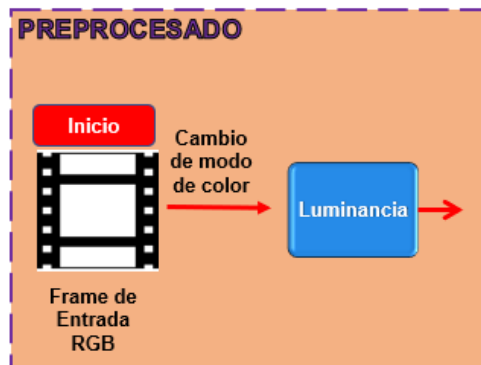 PREPROCESADO
Inicio
Cambio
de modo
de color
Luminancia
Frame de
Entrada
RGB